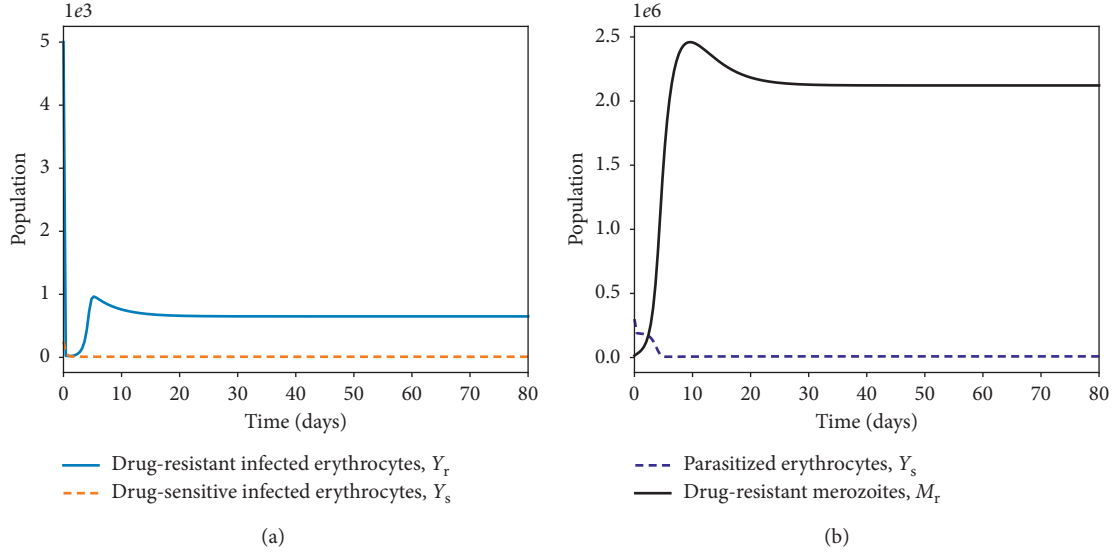 1e3
5
4
3
2
1
0
Population
0 10 20 30 40 50 60 70 80
Time (days)
Drug-resistant infected erythrocytes, Yr
Drug-sensitive infected erythrocytes, Ys
(a)
1e6
2.5
2.0
1.5
1.0
0.5
0.0
Population
0 10 20 30 40 50 60 70 80
Time (days)
Parasitized erythrocytes, Ys
Drug-resistant merozoites, Mr
(b)